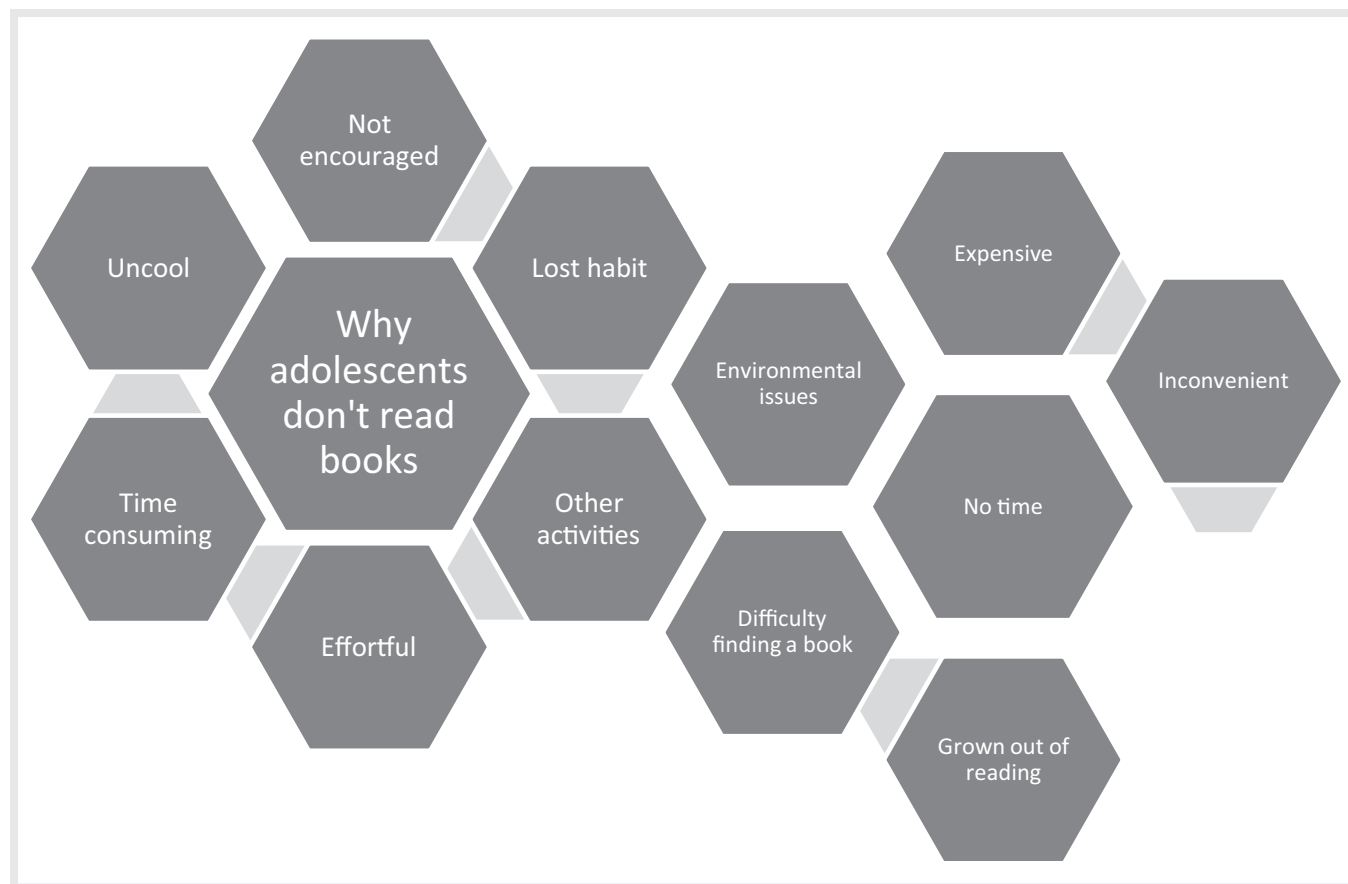 Not
encouraged
Uncool
Lost habit
Why
adolescents
don't read
books
Time
consuming
Other
activities
Effortful
Expensive
Environmental
issues
Inconvenient
No time
Difficulty
finding a book
Grown out of
reading